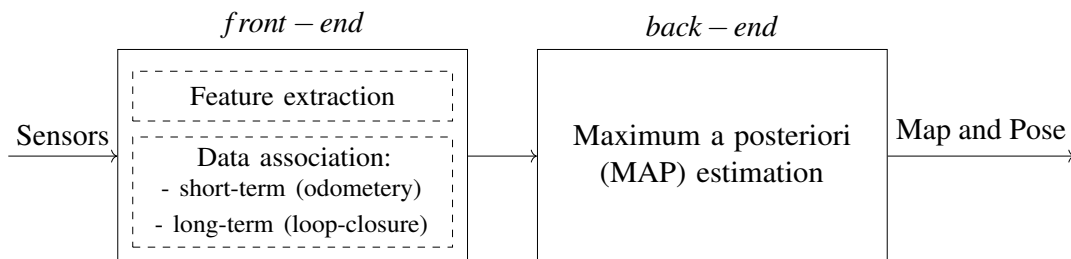 front − end
back − end
Sensors
Feature extraction
Data association:
- short-term (odometery)
- long-term (loop-closure)
Maximum a posteriori
(MAP) estimation
Map and Pose